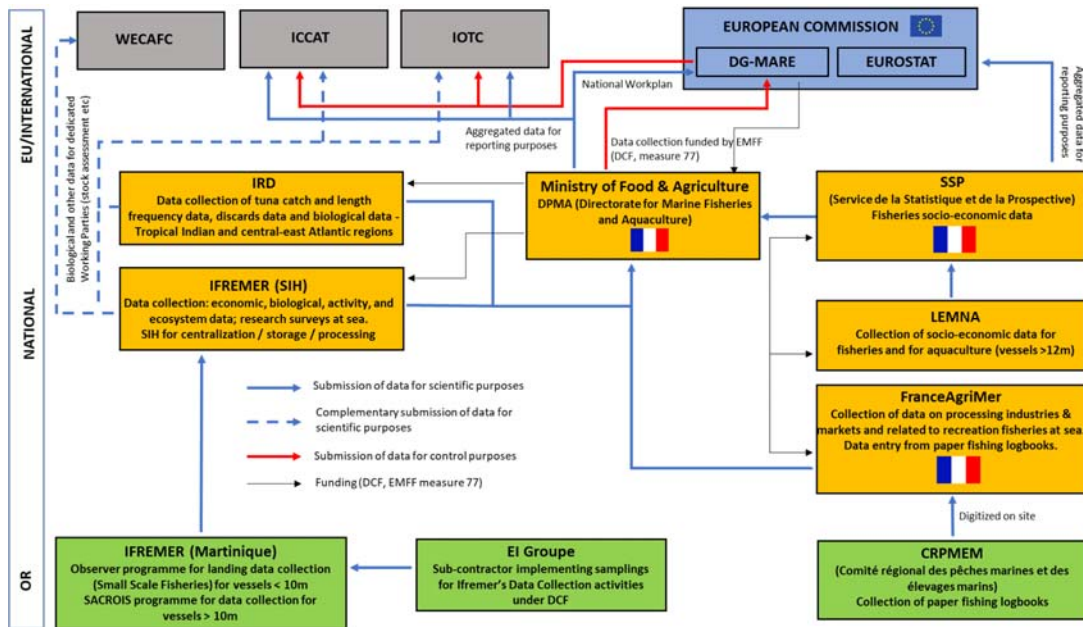 EU/INTERNATIONAL
WECAFC
ICCAT
IOTC
EUROPEAN COMMISSION
DG-MARE
EUROSTAT
National Workplan
Aggregated data for
reporting purposes
Data collection funded by EMFF
(DCF, measure 77)
Aggregated data for
reporting purposes
Biological and other data for dedicated
Working Parties (stock assessment etc)
NATIONAL
IRD
Data collection of tuna catch and length
frequency data, discards data and biological data -
Tropical Indian and central-east Atlantic regions
Ministry of Food & Agriculture
DPMA (Directorate for Marine Fisheries
and Aquaculture)
SSP
(Service de la Statistique et de la Prospective)
Fisheries socio-economic data
IFREMER (SIH)
Data collection: economic, biological, activity, and
ecosystem data; research surveys at sea.
SIH for centralization / storage / processing
LEMNA
Collection of socio-economic data for
fisheries and for aquaculture (vessels >12m)
FranceAgriMer
Collection of data on processing industries &
markets and related to recreation fisheries at sea.
Data entry from paper fishing logbooks.
Submission of data for scientific purposes
Complementary submission of data for
scientific purposes
Submission of data for control purposes
Funding (DCF, EMFF measure 77)
Digitized on site
OR
IFREMER (Martinique)
Observer programme for landing data collection
(Small Scale Fisheries) for vessels < 10m
SACROIS programme for data collection for
vessels > 10m
EI Groupe
Sub-contractor implementing samplings
for Ifremer's Data Collection activities
under DCF
CRPMEM
(Comité régional des pêches marines et des
élevages marins)
Collection of paper fishing logbooks